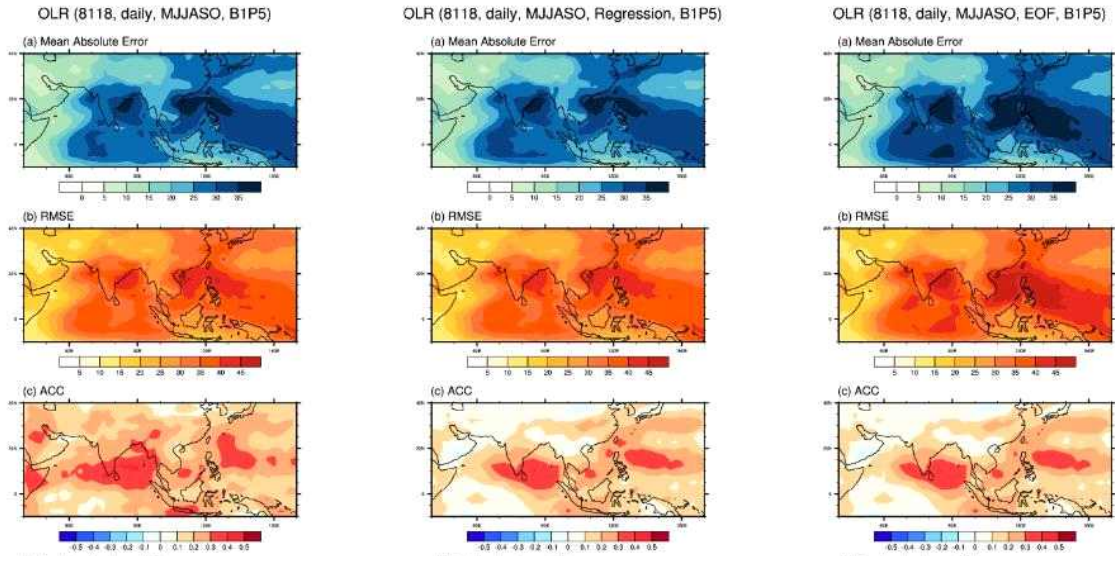 OLR (8118, daily, MJJASO, B1P5)
(a) Mean Absolute Error
0 5 10 15 20 25 30 35
(b) RMSE
5 10 15 20 25 30 35 40 45
(c) ACC
-0.5 -0.4 -0.3 -0.2 -0.1 0 0.1 0.2 0.3 0.4 0.5
OLR (8118, daily, MJJASO, Regression, B1P5)
(a) Mean Absolute Error
0 5 10 15 20 25 30 35
(b) RMSE
5 10 15 20 25 30 35 40 45
(c) ACC
-0.5 -0.4 -0.3 -0.2 -0.1 0 0.1 0.2 0.3 0.4 0.5
OLR (8118, daily, MJJASO, EOF, B1P5)
(a) Mean Absolute Error
0 5 10 15 20 25 30 35
(b) RMSE
5 10 15 20 25 30 35 40 45
(c) ACC
-0.5 -0.4 -0.3 -0.2 -0.1 0 0.1 0.2 0.3 0.4 0.5